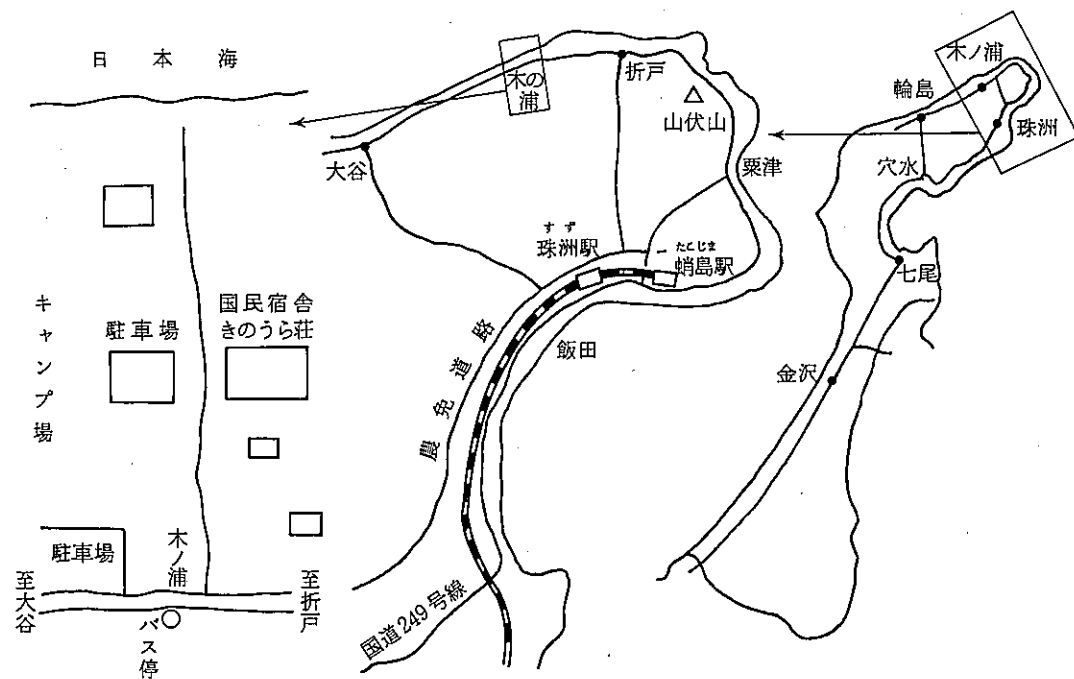 日本海
キャンプ場
駐車場
国民宿舎
きのうら荘
駐車場
木ノ浦
至大谷
至折戸
バス停
木の浦
折戸
山伏山
大谷
粟津
すず
珠洲駅
たこじま
蛸島駅
飯田
農免道路
国道249号線
木ノ浦
輪島
珠洲
穴水
七尾
金沢